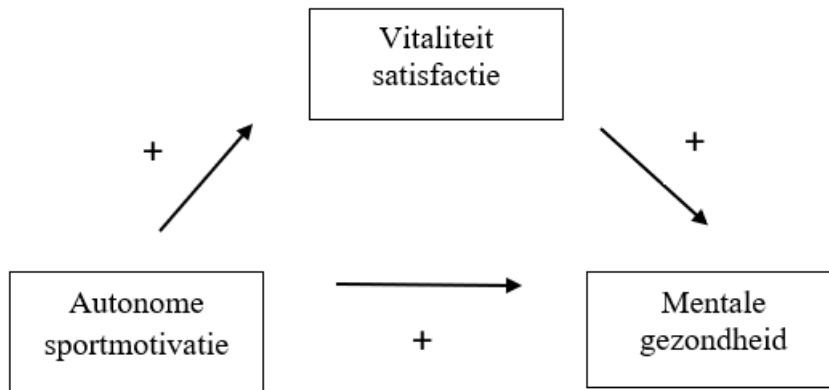 Vitaliteit
satisfactie
+
+
Autonome
sportmotivatie
+
Mentale
gezondheid